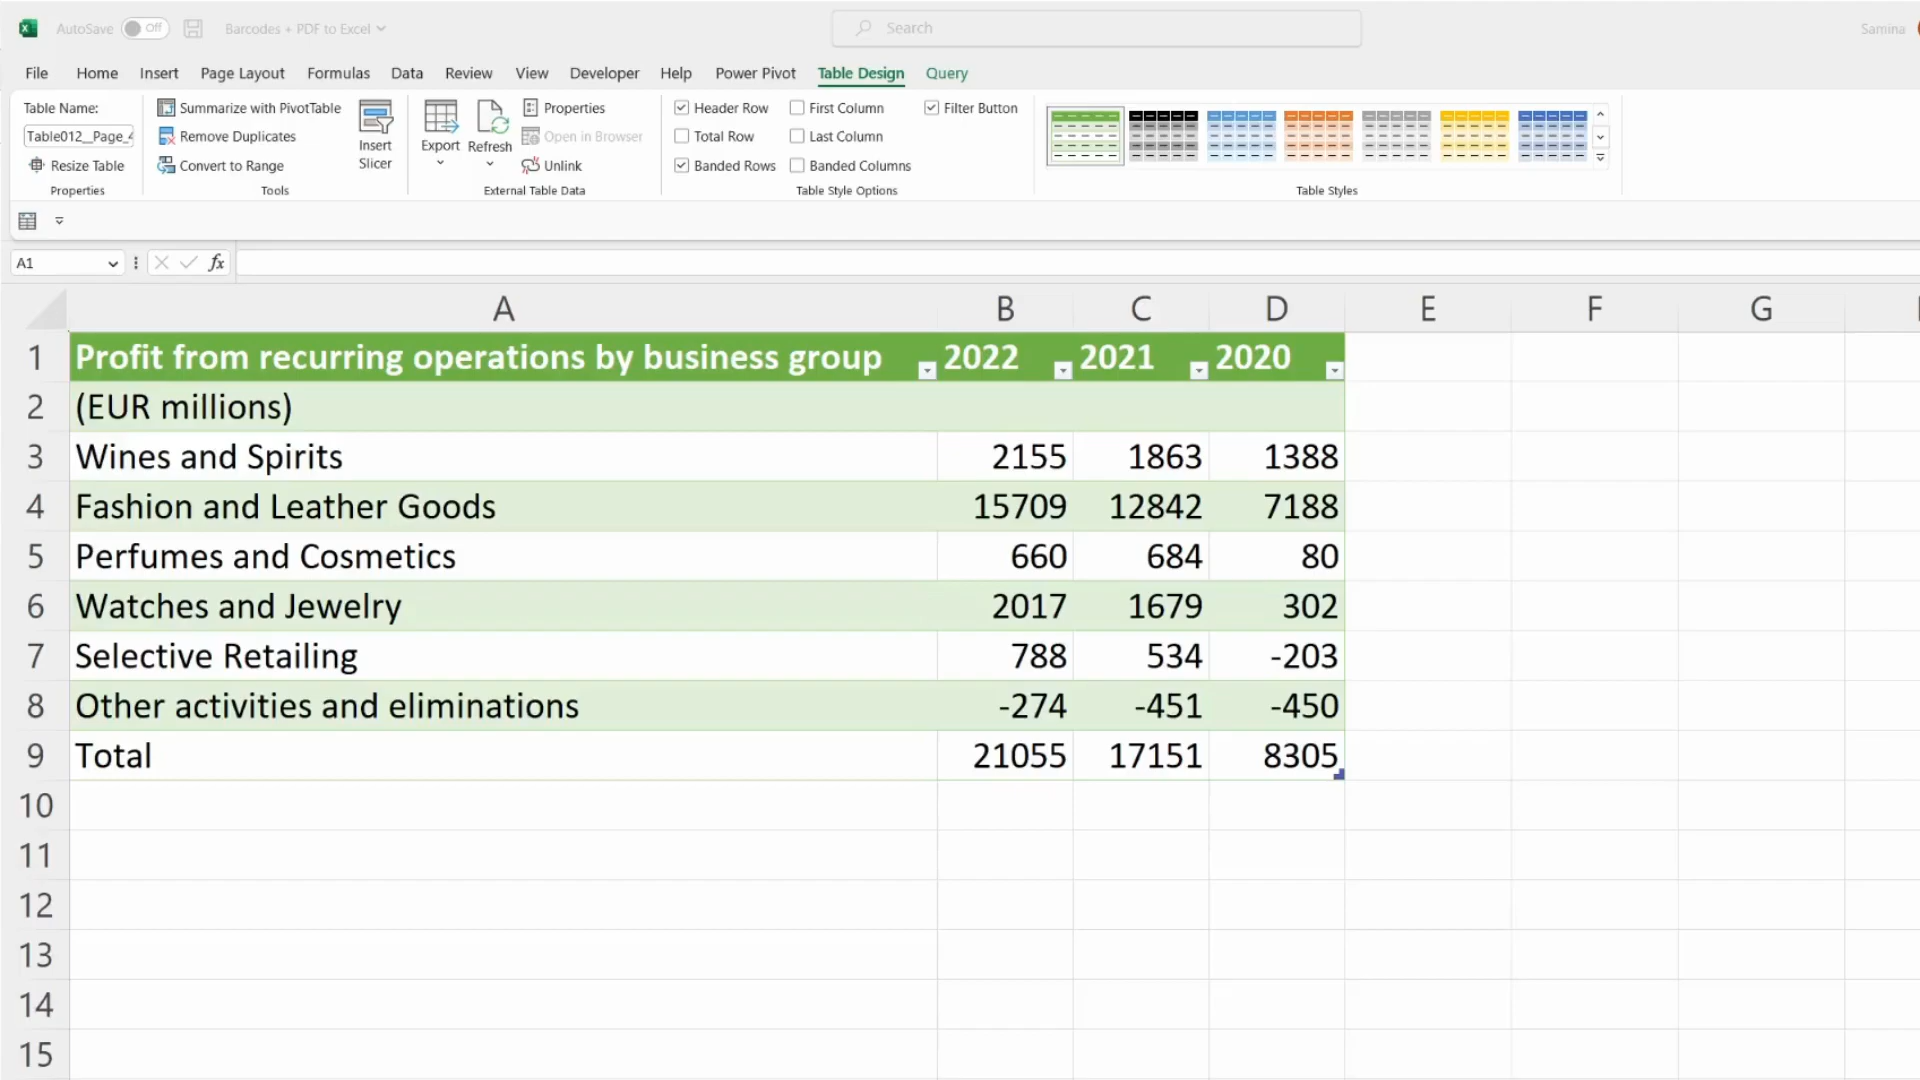 AutoSave Off Barcodes + PDF to Excel Search Samina
File Home Insert Page Layout Formulas Data Review View Developer Help Power Pivot Table Design Query
Table Name:
Table012__Page_4
Resize Table
Properties
Summarize with PivotTable
Remove Duplicates
Convert to Range
Tools
Insert
Slicer
Export Refresh
Properties
Open in Browser
Unlink
External Table Data
Header Row First Column Filter Button
Total Row Last Column
Banded Rows Banded Columns
Table Style Options
Table Styles
A1 fx
A B C D E F G
1 Profit from recurring operations by business group 2022 2021 2020
2 (EUR millions)
3 Wines and Spirits 2155 1863 1388
4 Fashion and Leather Goods 15709 12842 7188
5 Perfumes and Cosmetics 660 684 80
6 Watches and Jewelry 2017 1679 302
7 Selective Retailing 788 534 -203
8 Other activities and eliminations -274 -451 -450
9 Total 21055 17151 8305
10
11
12
13
14
15